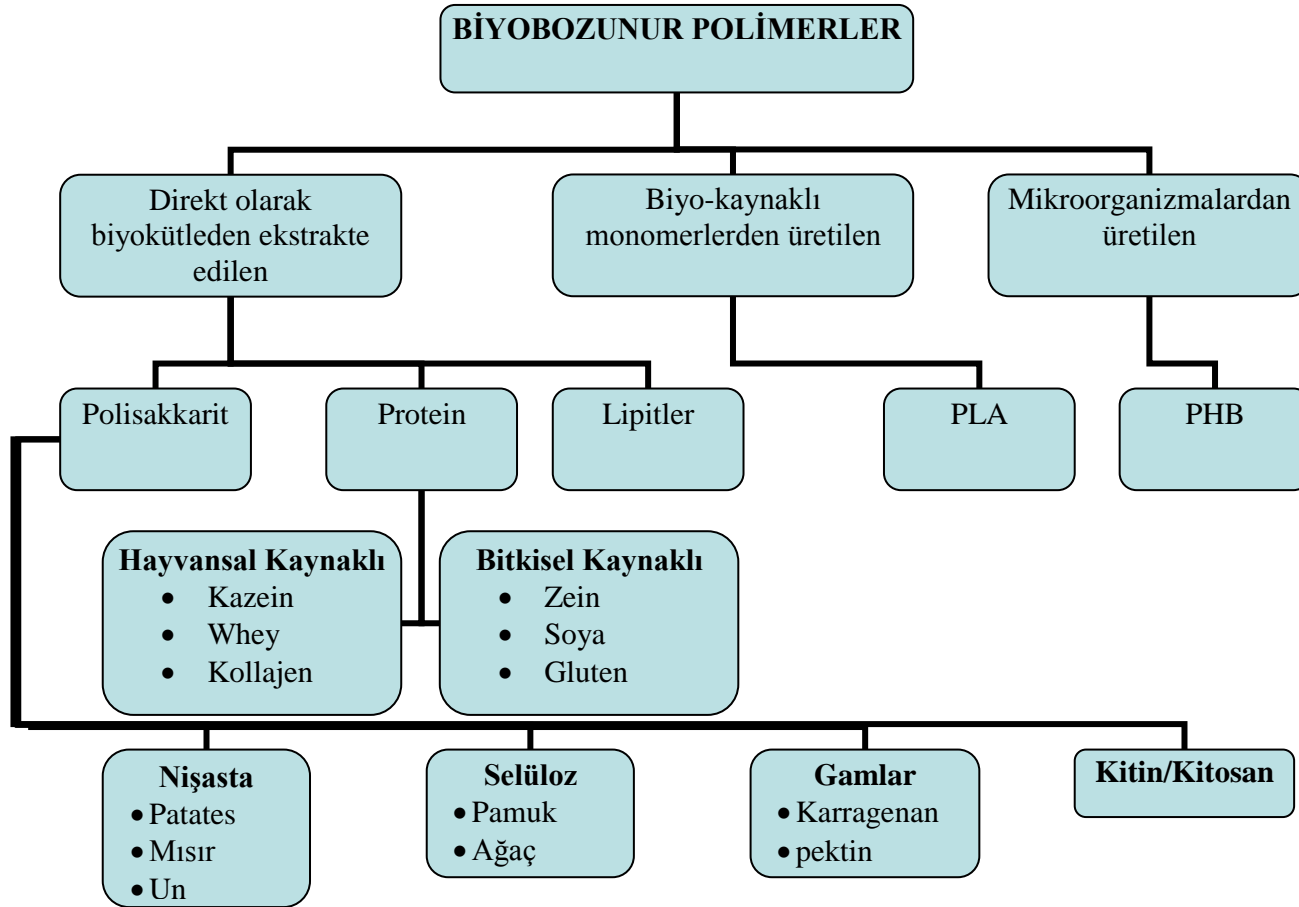 BİYOBOZUNUR POLİMERLER
Direkt olarak
biyokütleden ekstrakte
edilen
Biyo-kaynaklı
monomerlerden üretilen
Mikroorganizmalardan
üretilen
Polisakkarit
Protein
Lipitler
PLA
PHB
Hayvansal Kaynaklı
• Kazein
• Whey
• Kollajen
Bitkisel Kaynaklı
• Zein
• Soya
• Gluten
Nişasta
• Patates
• Mısır
• Un
Selüloz
• Pamuk
• Ağaç
Gamlar
• Karragenan
• pektin
Kitin/Kitosan